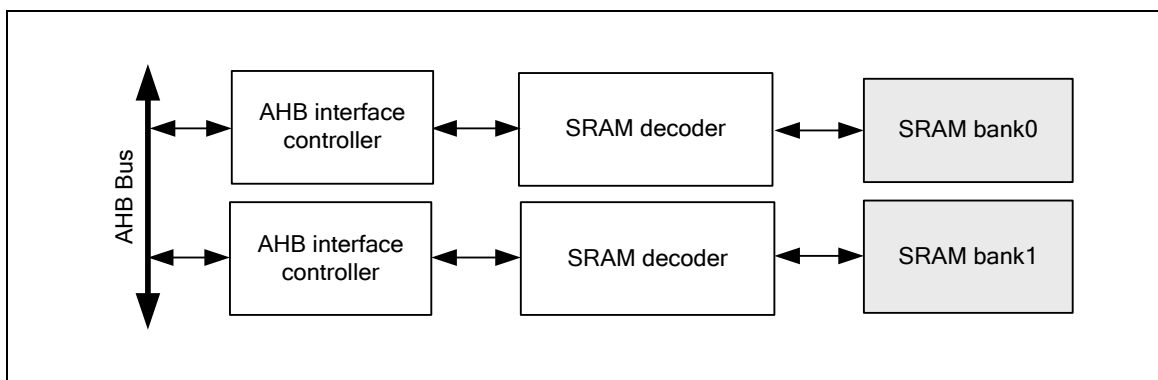 AHB Bus
AHB interface
controller
SRAM decoder
SRAM bank0
AHB interface
controller
SRAM decoder
SRAM bank1